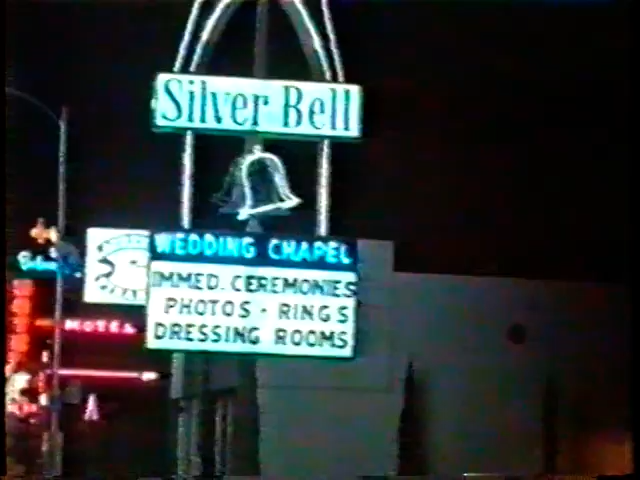 Silver Bell
WEDDING CHAPEL
IMMED. CEREMONIES
PHOTOS - RINGS
DRESSING ROOMS
MOTEL